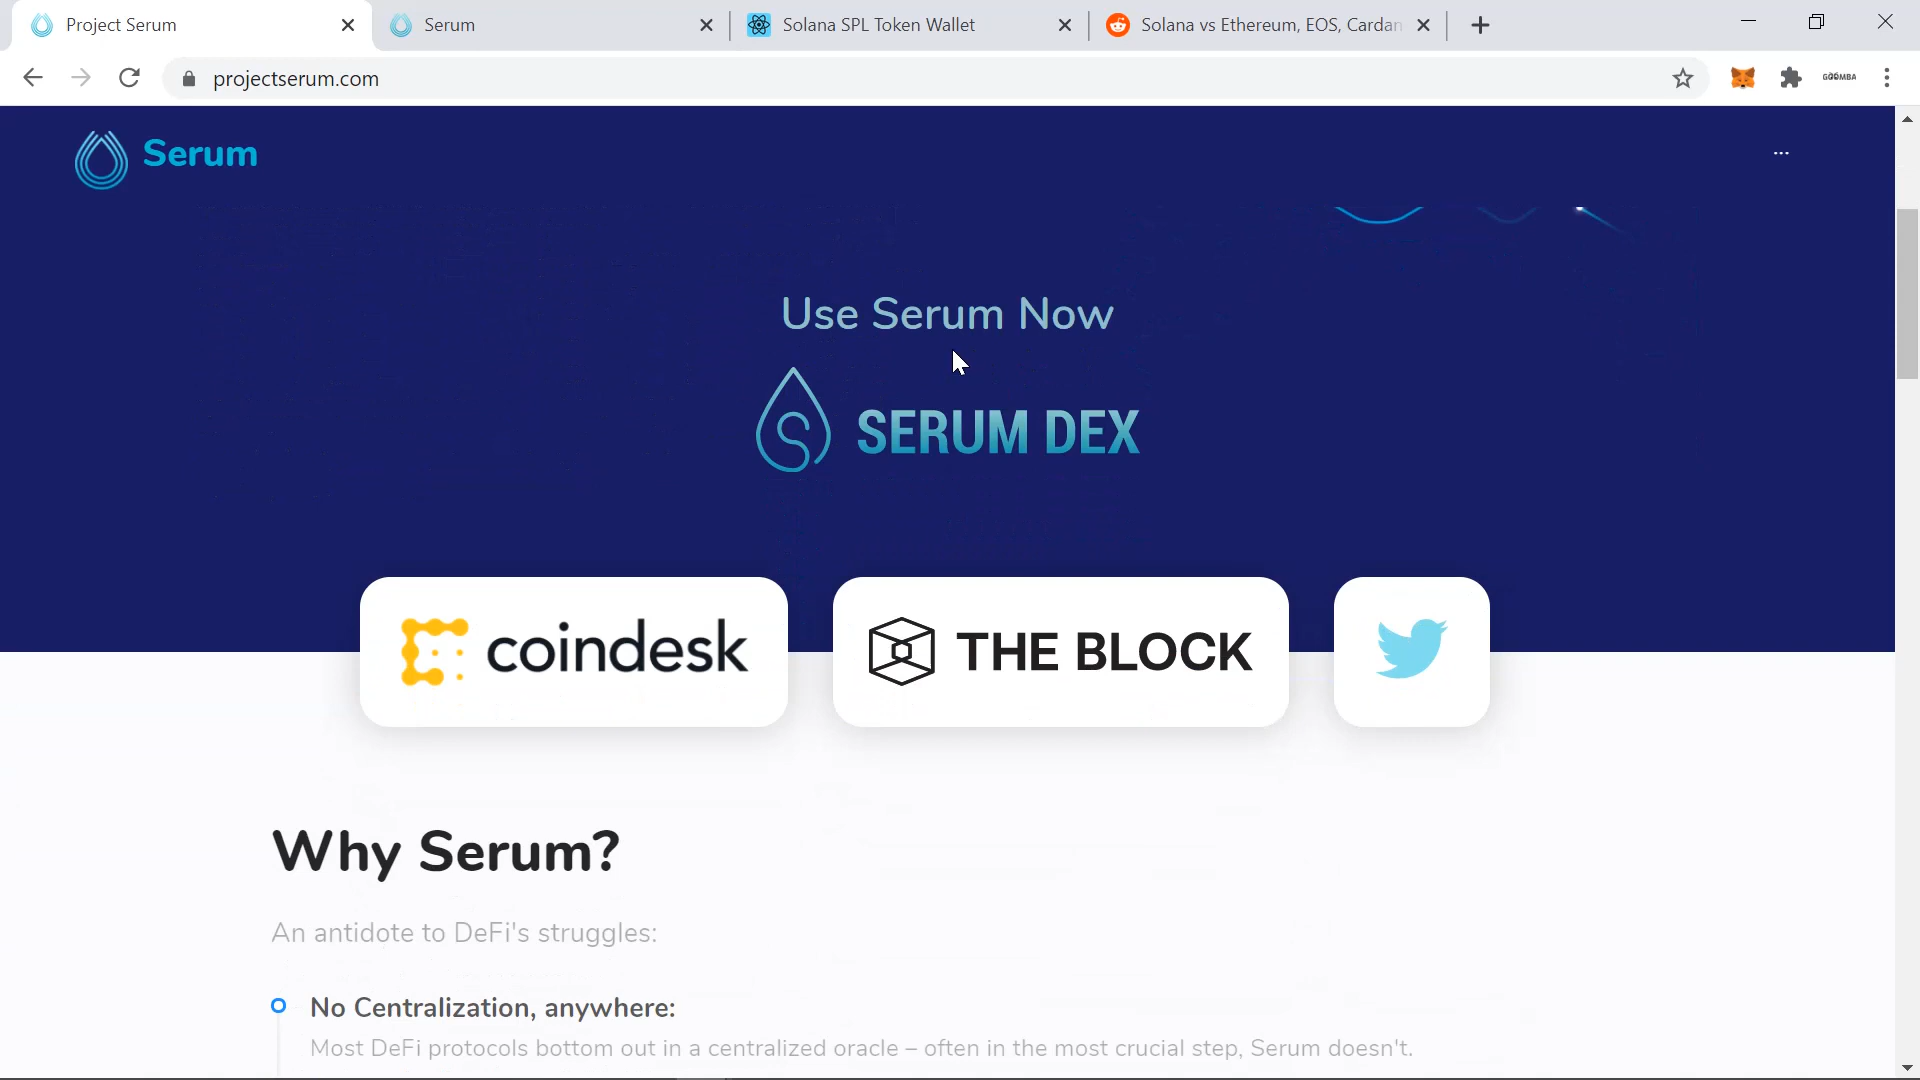 Project Serum
Serum
Solana SPL Token Wallet
Solana vs Ethereum, EOS, Cardan
projectserum.com
GOOMBA
Serum
Use Serum Now
SERUM DEX
coindesk
THE BLOCK
Why Serum?
An antidote to DeFi's struggles:
No Centralization, anywhere:
Most DeFi protocols bottom out in a centralized oracle – often in the most crucial step, Serum doesn't.